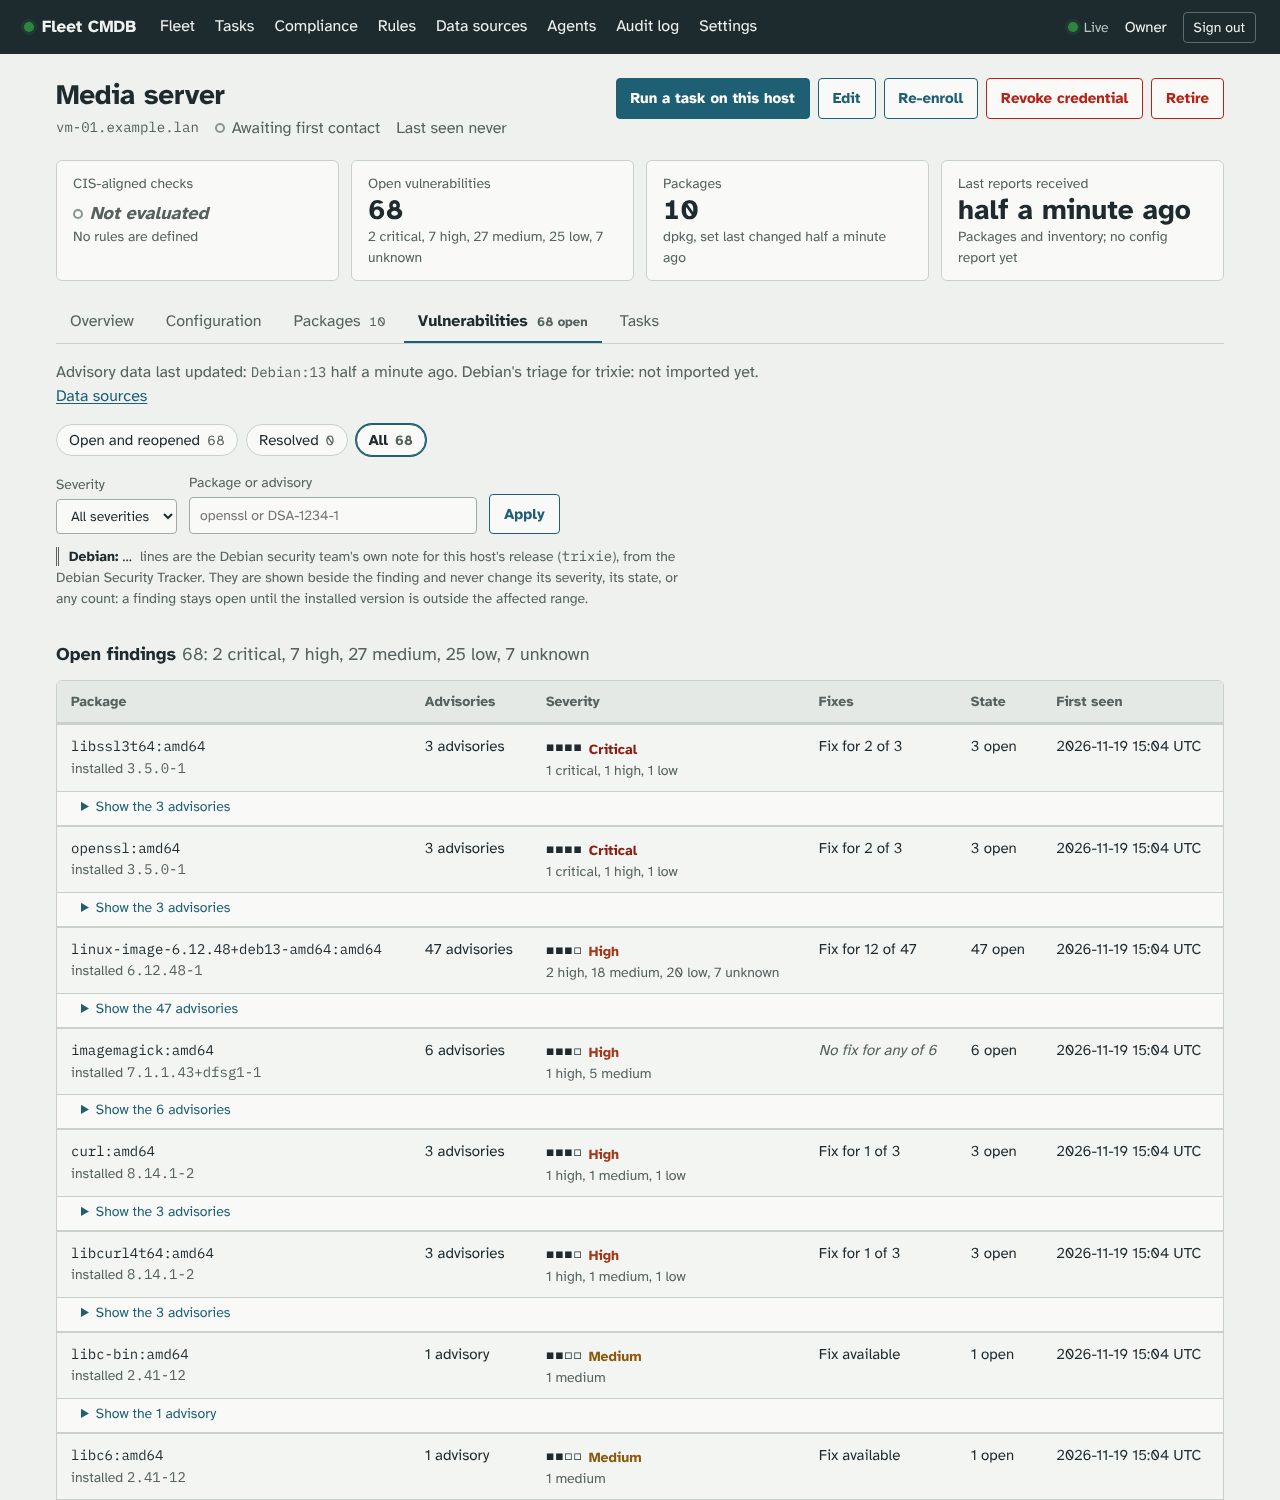 Fleet CMDB Fleet Tasks Compliance Rules Data sources Agents Audit log Settings Live Owner Sign out
Media server
Run a task on this host Edit Re-enroll Revoke credential Retire
vm-01.example.lan Awaiting first contact Last seen never
CIS-aligned checks
Not evaluated
No rules are defined
Open vulnerabilities
68
2 critical, 7 high, 27 medium, 25 low, 7
unknown
Packages
10
dpkg, set last changed half a minute
ago
Last reports received
half a minute ago
Packages and inventory; no config
report yet
Overview Configuration Packages 10 Vulnerabilities 68 open Tasks
Advisory data last updated: Debian:13 half a minute ago. Debian's triage for trixie: not imported yet.
Data sources
Open and reopened 68 Resolved 0 All 68
Severity Package or advisory
All severities openssl or DSA-1234-1 Apply
Debian: … lines are the Debian security team's own note for this host's release (trixie), from the
Debian Security Tracker. They are shown beside the finding and never change its severity, its state, or
any count: a finding stays open until the installed version is outside the affected range.
Open findings 68: 2 critical, 7 high, 27 medium, 25 low, 7 unknown
Package Advisories Severity Fixes State First seen
libssl3t64:amd64 3 advisories Critical Fix for 2 of 3 3 open 2026-11-19 15:04 UTC
installed 3.5.0-1 1 critical, 1 high, 1 low
Show the 3 advisories
openssl:amd64 3 advisories Critical Fix for 2 of 3 3 open 2026-11-19 15:04 UTC
installed 3.5.0-1 1 critical, 1 high, 1 low
Show the 3 advisories
linux-image-6.12.48+deb13-amd64:amd64 47 advisories High Fix for 12 of 47 47 open 2026-11-19 15:04 UTC
installed 6.12.48-1 2 high, 18 medium, 20 low, 7 unknown
Show the 47 advisories
imagemagick:amd64 6 advisories High No fix for any of 6 6 open 2026-11-19 15:04 UTC
installed 7.1.1.43+dfsg1-1 1 high, 5 medium
Show the 6 advisories
curl:amd64 3 advisories High Fix for 1 of 3 3 open 2026-11-19 15:04 UTC
installed 8.14.1-2 1 high, 1 medium, 1 low
Show the 3 advisories
libcurl4t64:amd64 3 advisories High Fix for 1 of 3 3 open 2026-11-19 15:04 UTC
installed 8.14.1-2 1 high, 1 medium, 1 low
Show the 3 advisories
libc-bin:amd64 1 advisory Medium Fix available 1 open 2026-11-19 15:04 UTC
installed 2.41-12 1 medium
Show the 1 advisory
libc6:amd64 1 advisory Medium Fix available 1 open 2026-11-19 15:04 UTC
installed 2.41-12 1 medium